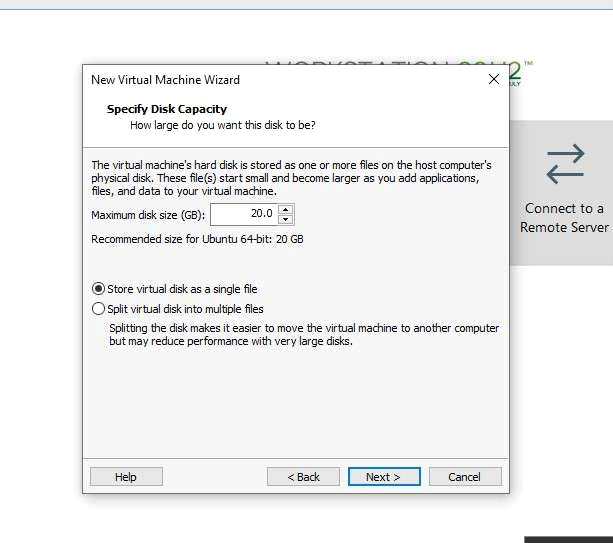 New Virtual Machine Wizard
Specify Disk Capacity
How large do you want this disk to be?
The virtual machine's hard disk is stored as one or more files on the host computer's
physical disk. These file(s) start small and become larger as you add applications,
files, and data to your virtual machine.
Maximum disk size (GB): 20.0
Recommended size for Ubuntu 64-bit: 20 GB
Store virtual disk as a single file
Split virtual disk into multiple files
Splitting the disk makes it easier to move the virtual machine to another computer
but may reduce performance with very large disks.
Help
< Back
Next >
Cancel
Connect to a
Remote Server